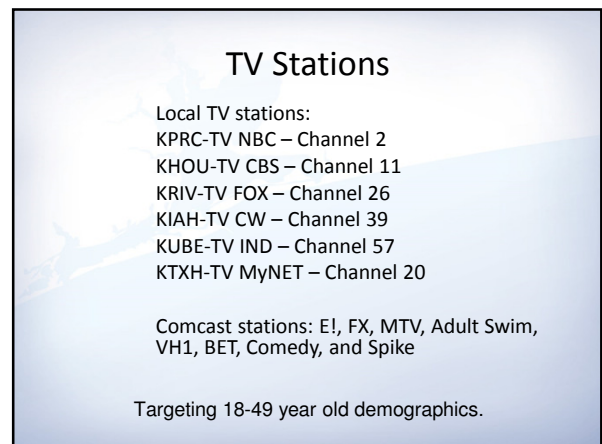 TV Stations
Local TV stations:
KPRC-TV NBC – Channel 2
KHOU-TV CBS – Channel 11
KRIV-TV FOX – Channel 26
KIAH-TV CW – Channel 39
KUBE-TV IND – Channel 57
KTXH-TV MyNET – Channel 20
Comcast stations: E!, FX, MTV, Adult Swim,
VH1, BET, Comedy, and Spike
Targeting 18-49 year old demographics.